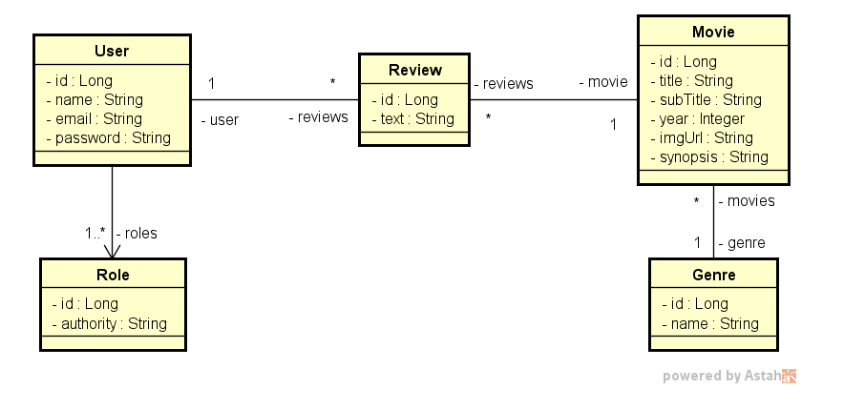 User
- id : Long
- name : String
- email : String
- password : String
1
*
- user
- reviews
Review
- id : Long
- text : String
- reviews
- movie
*
1
Movie
- id : Long
- title : String
- subTitle : String
- year : Integer
- imgUrl : String
- synopsis : String
1..*
- roles
* - movies
1 - genre
Role
- id : Long
- authority : String
Genre
- id : Long
- name : String
powered by Astah